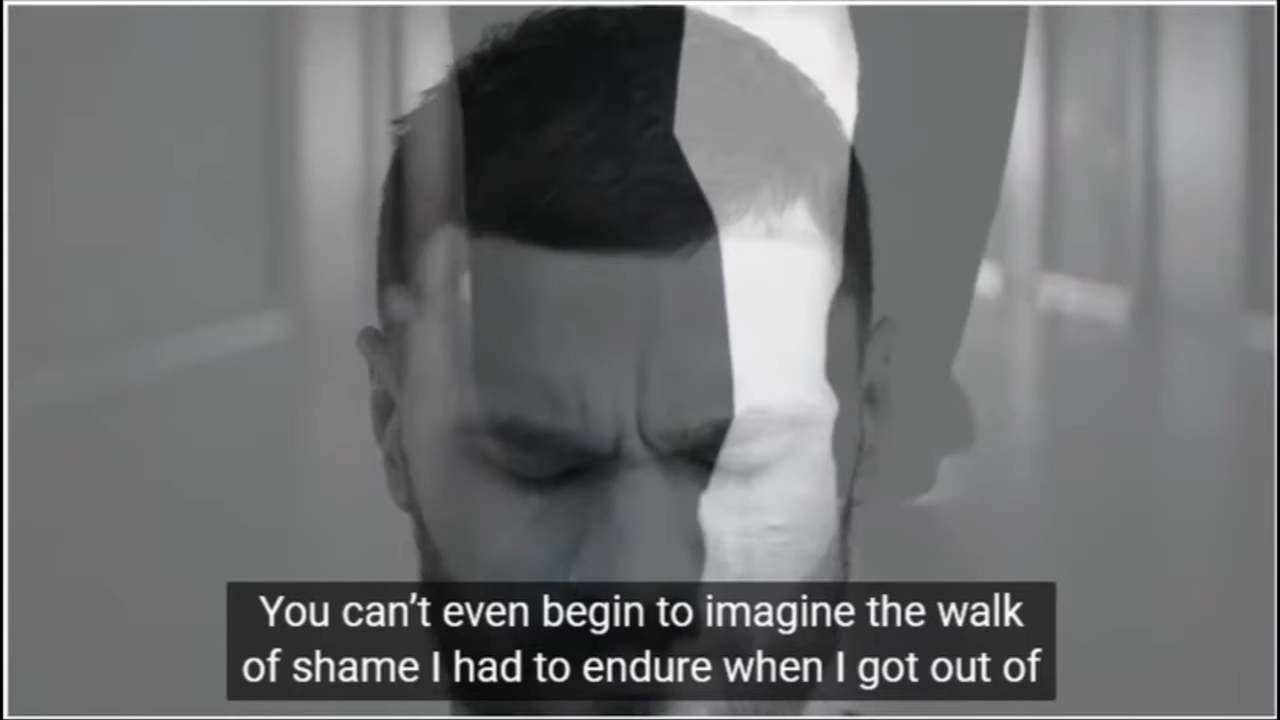 You can’t even begin to imagine the walk
of shame I had to endure when I got out of